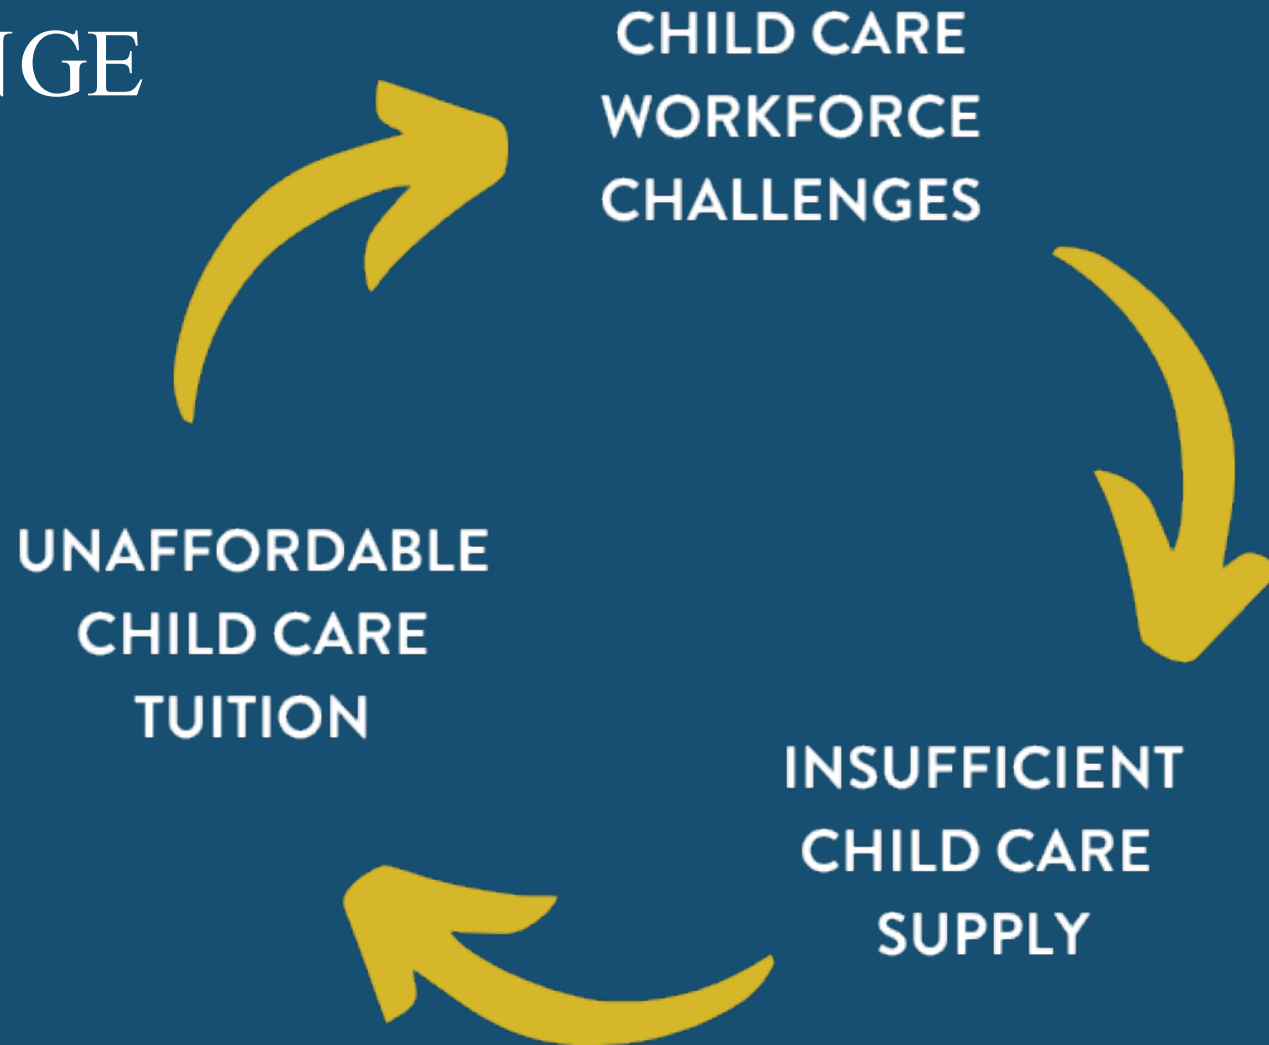 NGE
CHILD CARE
WORKFORCE
CHALLENGES
UNAFFORDABLE
CHILD CARE
TUITION
INSUFFICIENT
CHILD CARE
SUPPLY